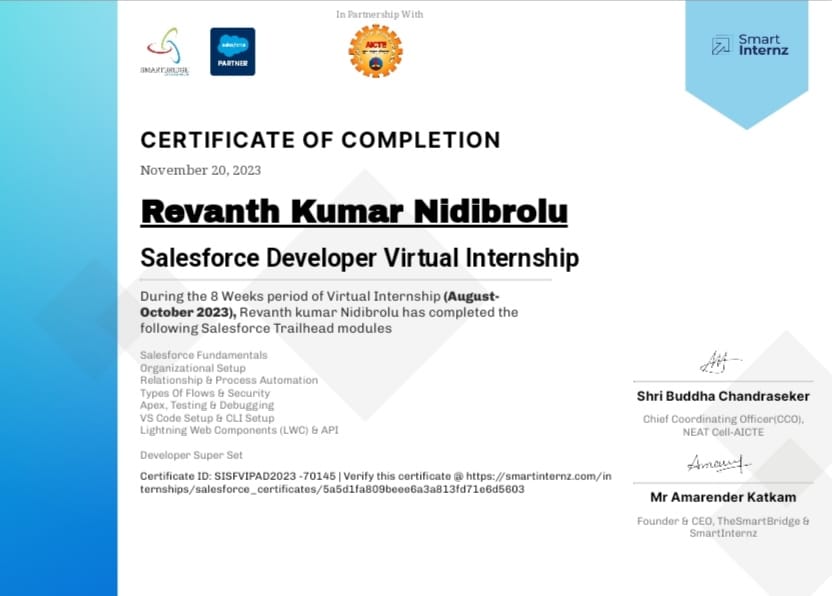 In Partnership With
SMARTBRIDGE
salesforce
PARTNER
AICTE
Smart
Internz
CERTIFICATE OF COMPLETION
November 20, 2023
Revanth Kumar Nidibrolu
Salesforce Developer Virtual Internship
During the 8 Weeks period of Virtual Internship (August-
October 2023), Revanth kumar Nidibrolu has completed the
following Salesforce Trailhead modules
Salesforce Fundamentals
Organizational Setup
Relationship & Process Automation
Types Of Flows & Security
Apex, Testing & Debugging
VS Code Setup & CLI Setup
Lightning Web Components (LWC) & API
Developer Super Set
Certificate ID: SISFVIPAD2023 -70145 | Verify this certificate @ https://smartinternz.com/in
ternships/salesforce_certificates/5a5d1fa809beee6a3a813fd71e6d5603
Shri Buddha Chandraseker
Chief Coordinating Officer(CCO),
NEAT Cell-AICTE
Mr Amarender Katkam
Founder & CEO, TheSmartBridge &
SmartInternz